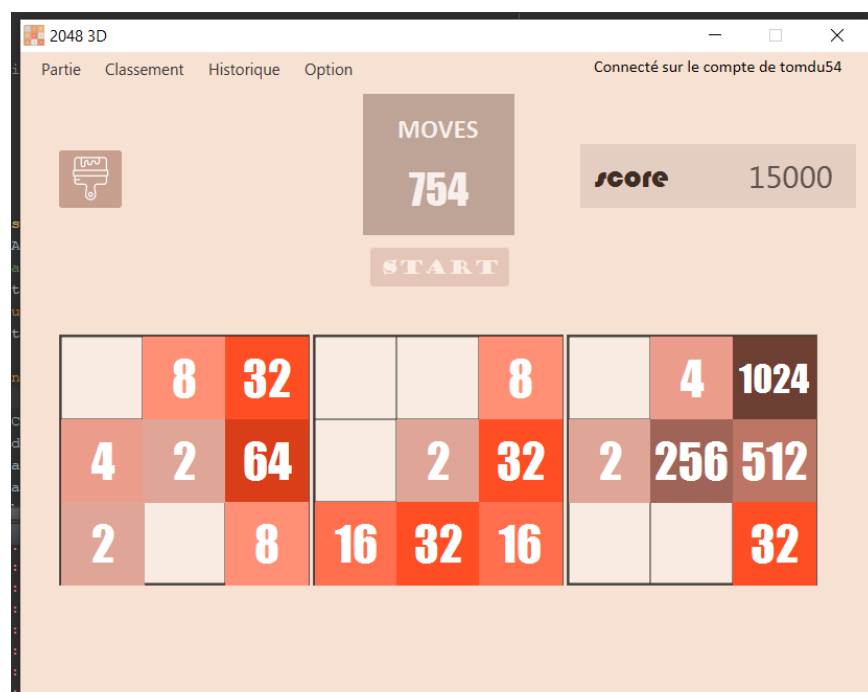 2048 3D
Partie Classement Historique Option Connecté sur le compte de tomdu54
MOVES
754
score 15000
START
8 32 8 4 1024
4 2 64 2 32 2 256 512
2 8 16 32 16 32